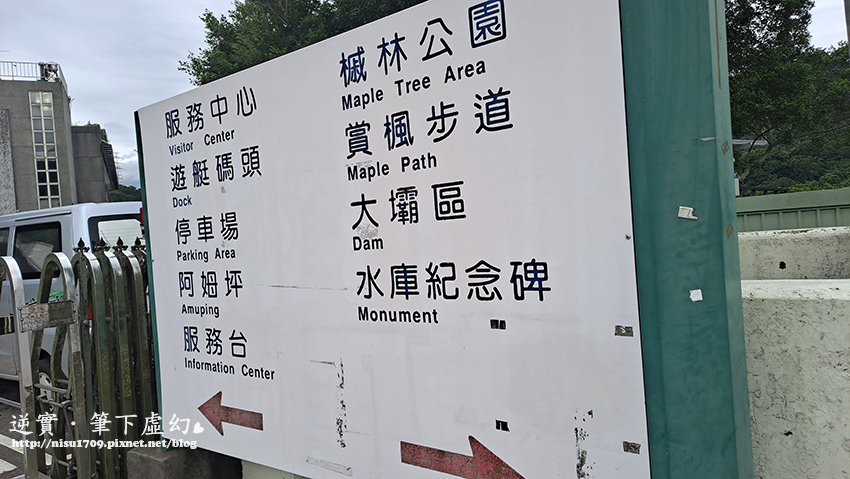 服務中心
Visitor Center
遊艇碼頭
Dock
停車場
Parking Area
阿姆坪
Amuping
服務台
Information Center
槭林公園
Maple Tree Area
賞楓步道
Maple Path
大壩區
Dam
水庫紀念碑
Monument
逆實·筆下虛幻
http://nisu1709.pixnet.net/blog